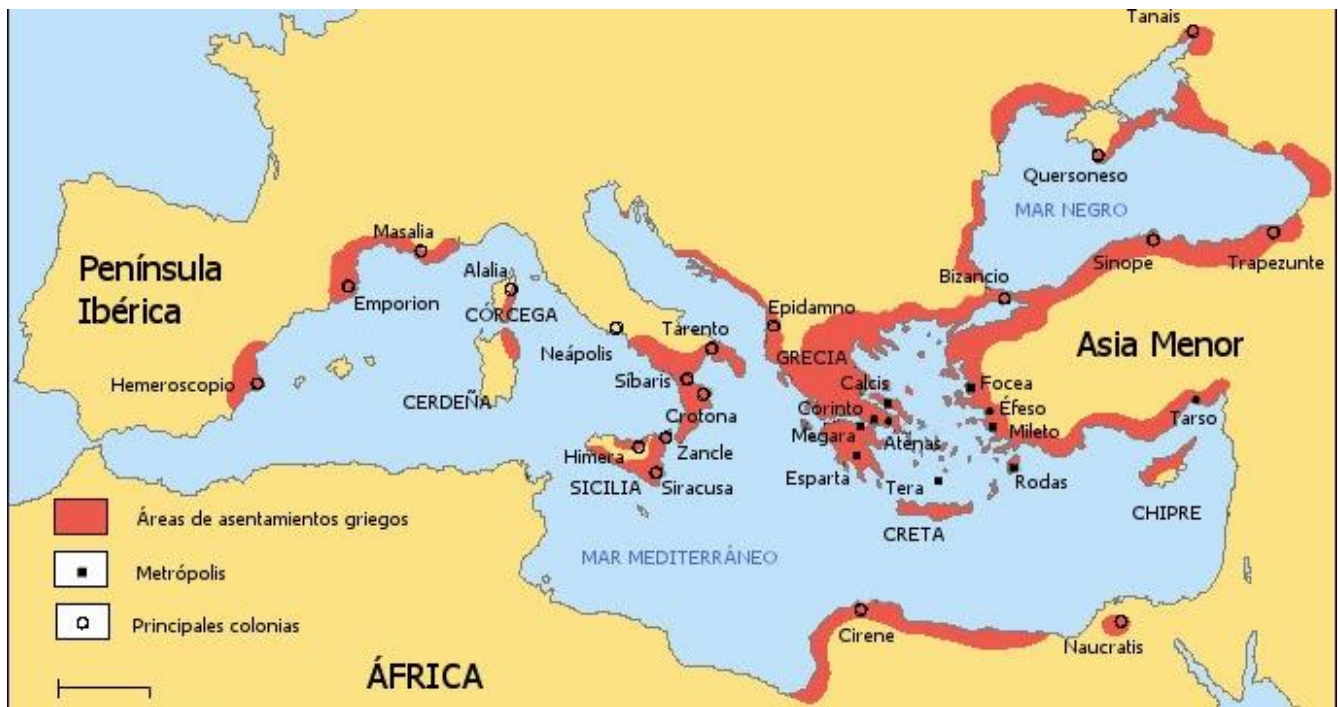 Tanais
Quersoneso
MAR NEGRO
Masalia
Península
Ibérica
Alalia
Bizancio
Sinope
Trapezunte
Emporion
CÓRCEGA
Epidamno
Tárento
Neápolis
GRECIA
Asia Menor
Hemeroscopio
CERDEÑA
Síbaris
Calcis
Focea
Crotona
Corinto
Éfeso
Tarso
Himera
Zancle
Megara
Atenas
Mileto
SICILIA
Siracusa
Esparta
Tera
Rodas
CHIPRE
Áreas de asentamientos griegos
CRETA
MAR MEDITERRÁNEO
Metrópolis
Principales colonias
Cirene
Naucratis
ÁFRICA